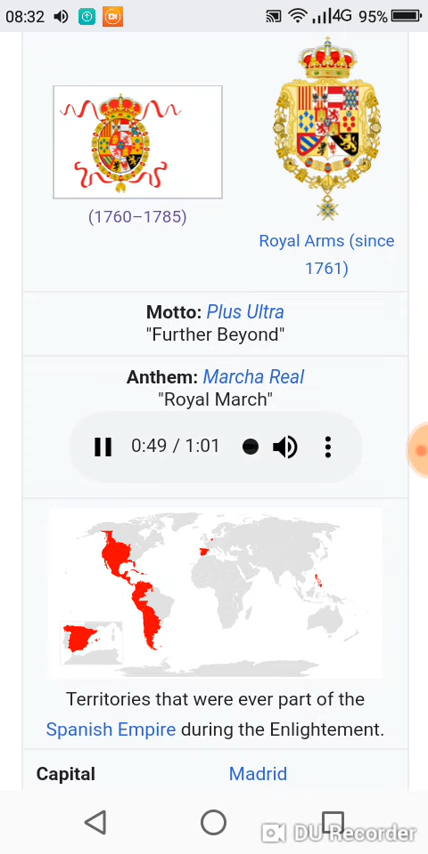 08:32 4G 95%
(1760–1785)
Royal Arms (since
1761)
Motto: Plus Ultra
"Further Beyond"
Anthem: Marcha Real
"Royal March"
0:49 / 1:01
Territories that were ever part of the
Spanish Empire during the Enlightement.
Capital Madrid
DU Recorder